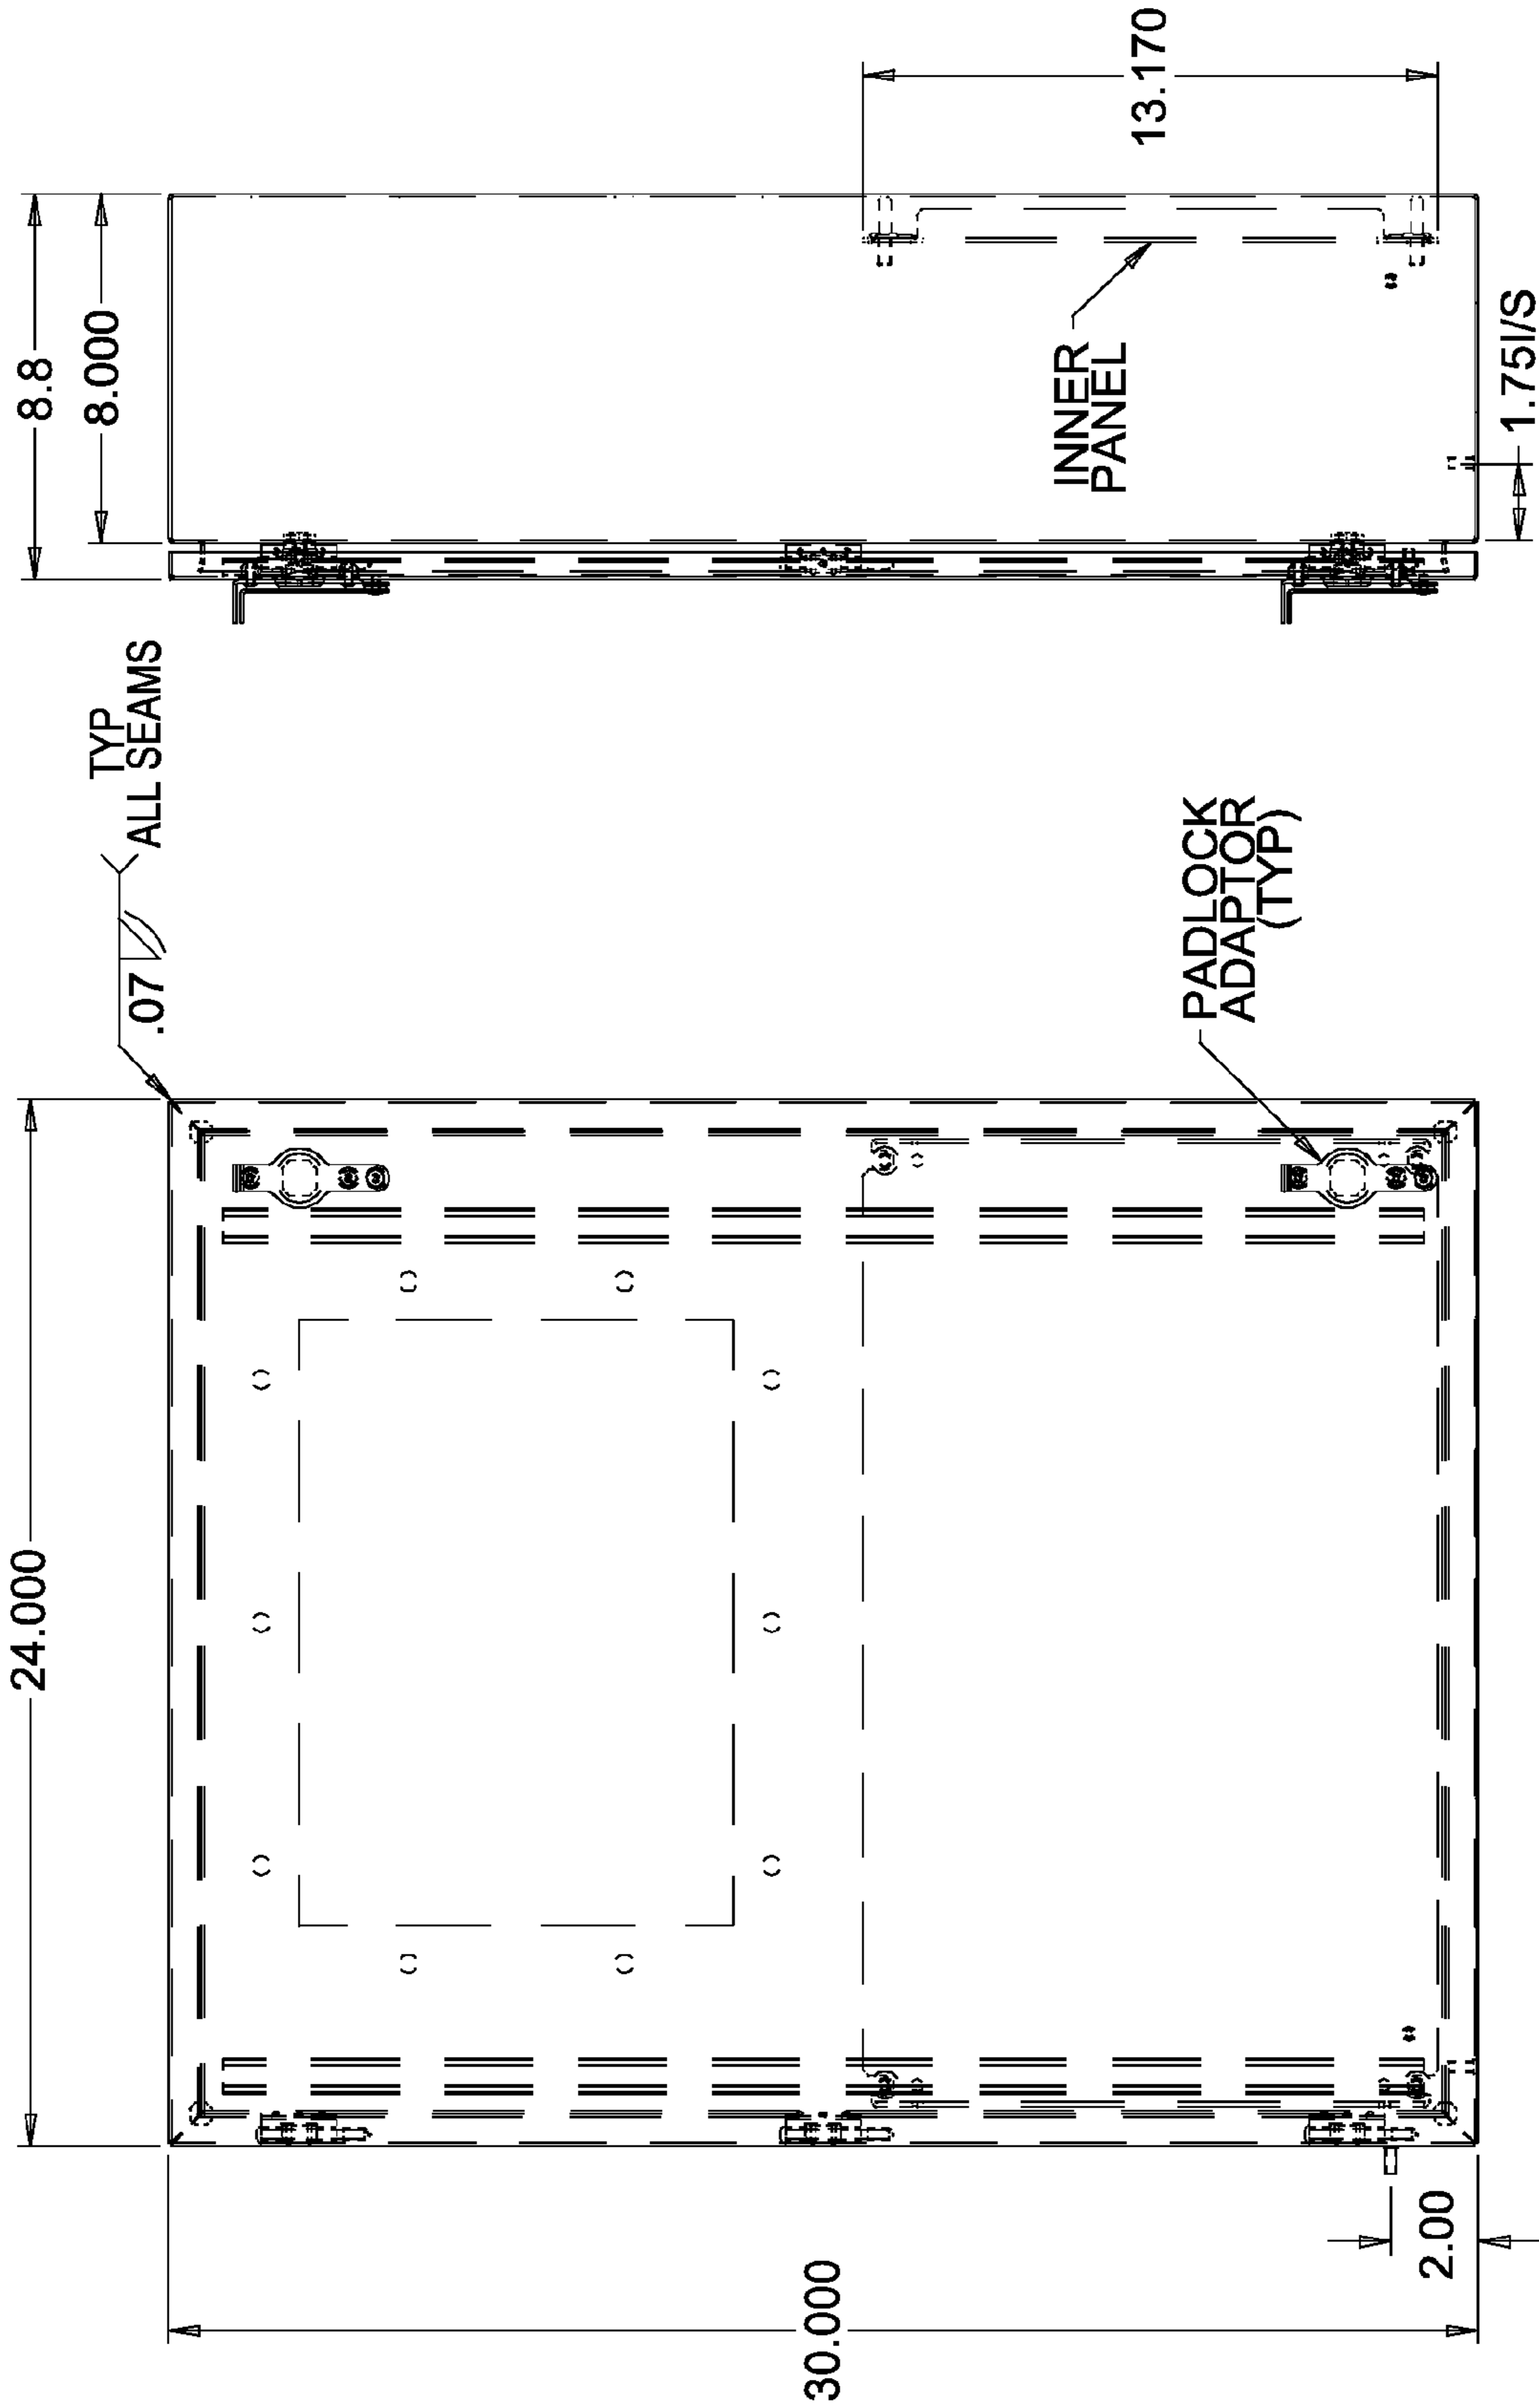 24.000
30.000
2.00
.07
TYP
ALL SEAMS
PADLOCK
ADAPTOR
(TYP)
8.8
8.000
INNER
PANEL
13.170
1.75I/S